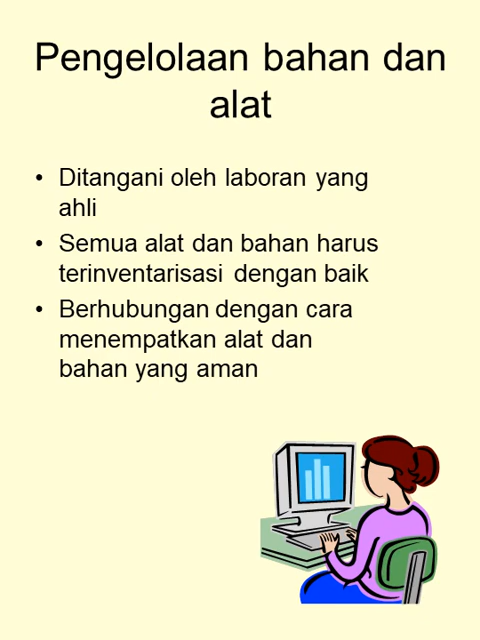 Pengelolaan bahan dan
alat
• Ditangani oleh laboran yang
ahli
• Semua alat dan bahan harus
terinventarisasi dengan baik
• Berhubungan dengan cara
menempatkan alat dan
bahan yang aman